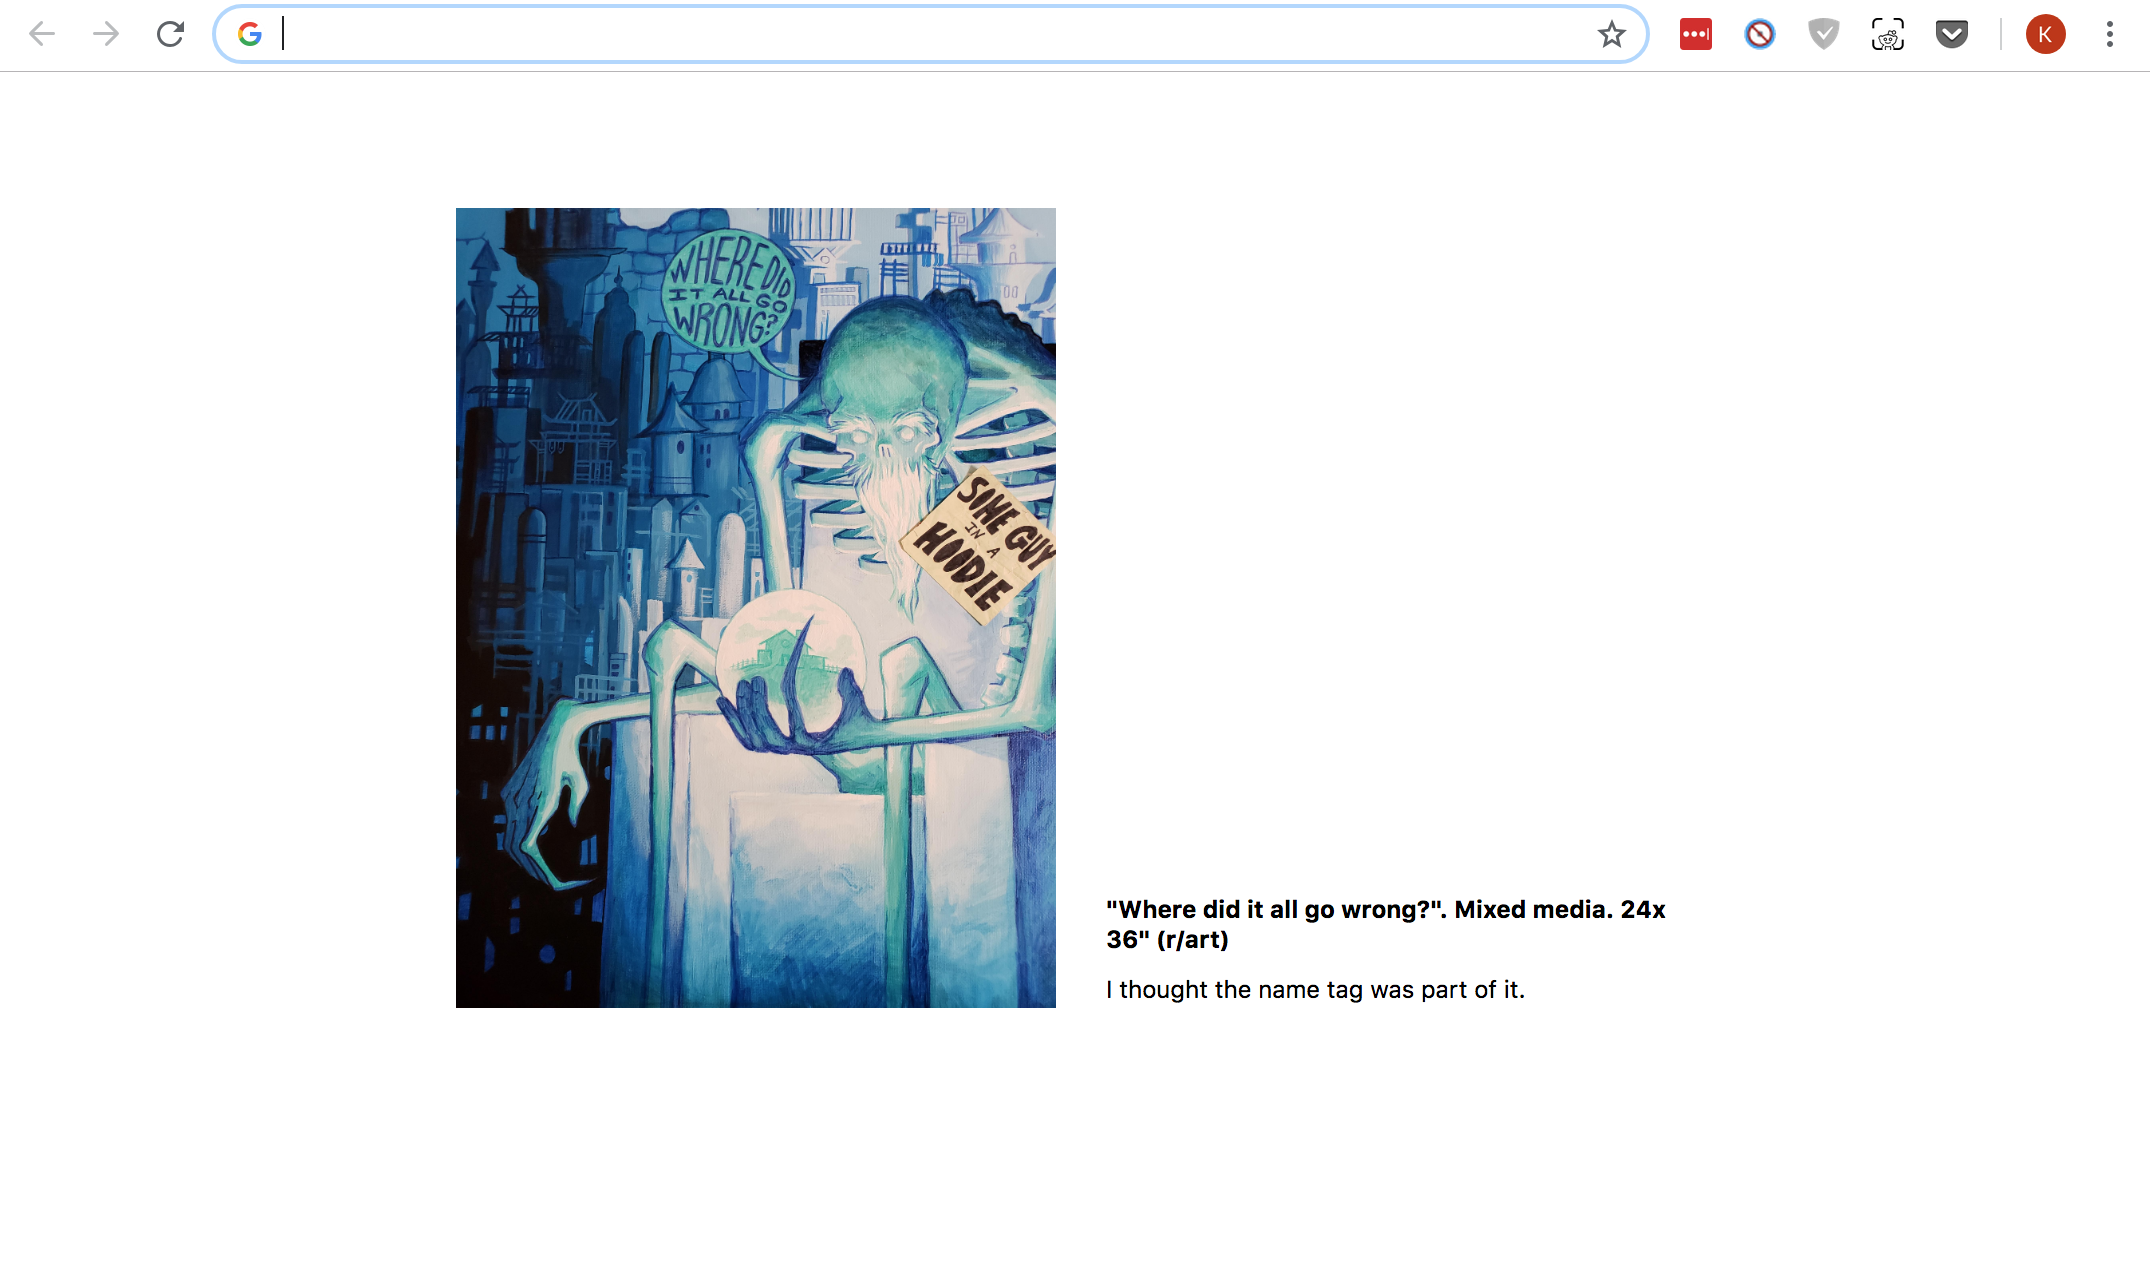 K
WHERE DID
IT ALL GO
WRONG?
SOME GUY
IN A
HOODIE
"Where did it all go wrong?". Mixed media. 24x
36" (r/art)
I thought the name tag was part of it.